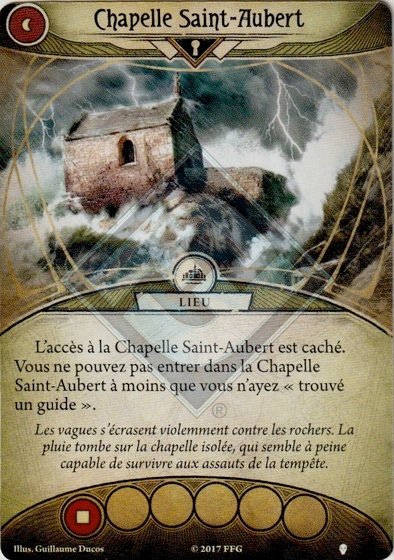 Chapelle Saint-Aubert
LIEU
L'accès à la Chapelle Saint-Aubert est caché.
Vous ne pouvez pas entrer dans la Chapelle
Saint-Aubert à moins que vous n'ayez « trouvé
un guide ».
Les vagues s'écrasent violemment contre les rochers. La
pluie tombe sur la chapelle isolée, qui semble à peine
capable de survivre aux assauts de la tempête.
Illus. Guillaume Ducos
© 2017 FFG